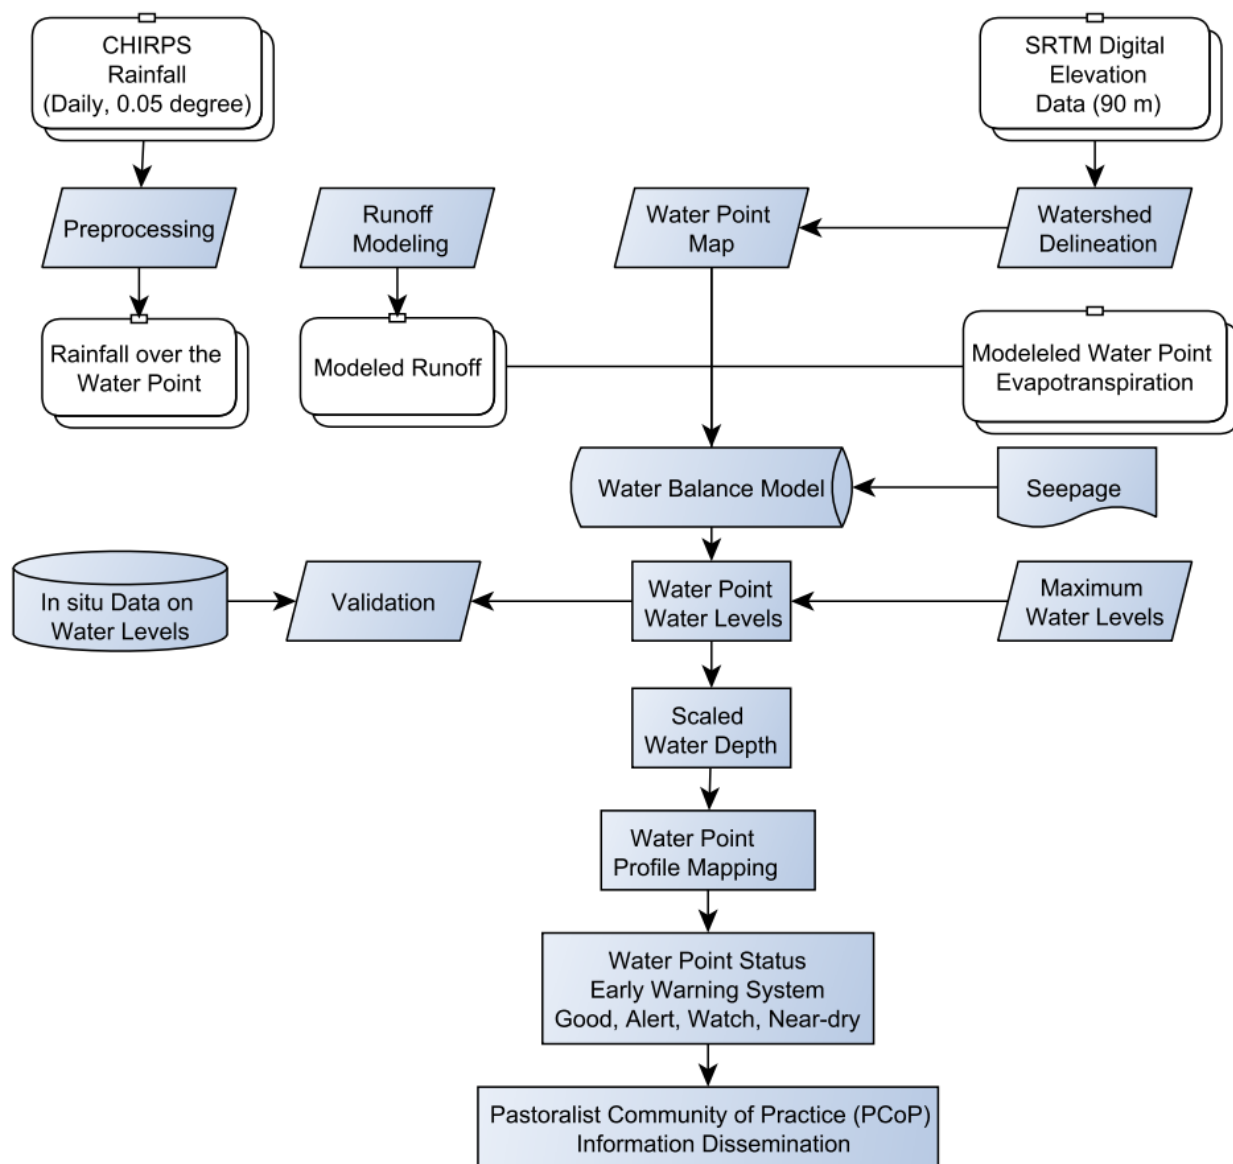 CHIRPS
Rainfall
(Daily, 0.05 degree)
SRTM Digital
Elevation
Data (90 m)
Preprocessing
Runoff
Modeling
Water Point
Map
Watershed
Delineation
Rainfall over the
Water Point
Modeled Runoff
Modeleled Water Point
Evapotranspiration
Water Balance Model
Seepage
In situ Data on
Water Levels
Validation
Water Point
Water Levels
Maximum
Water Levels
Scaled
Water Depth
Water Point
Profile Mapping
Water Point Status
Early Warning System
Good, Alert, Watch, Near-dry
Pastoralist Community of Practice (PCoP)
Information Dissemination